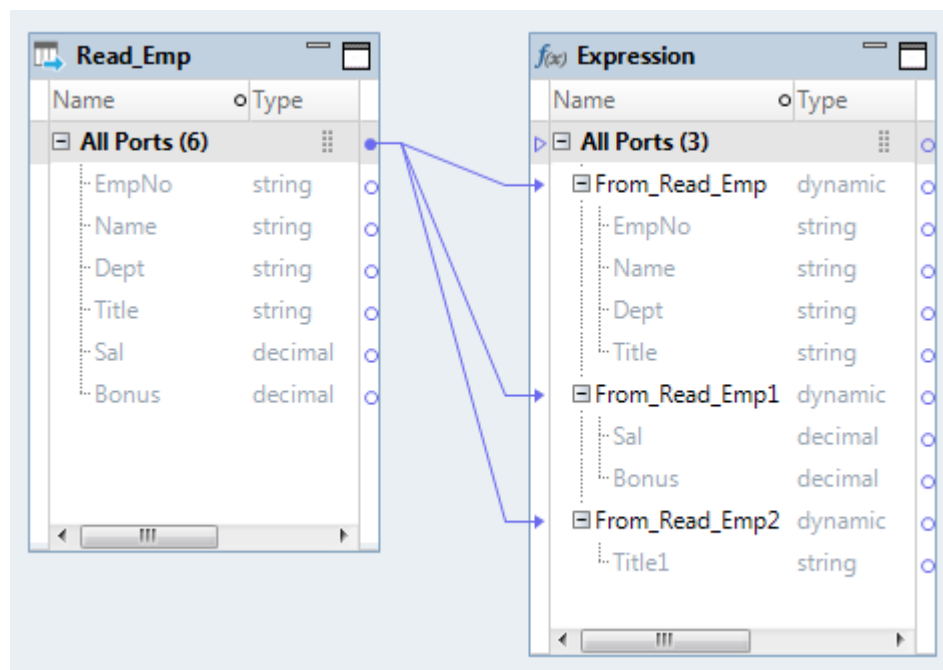 Read_Emp
Name Type
All Ports (6)
EmpNo string
Name string
Dept string
Title string
Sal decimal
Bonus decimal
f(x) Expression
Name Type
All Ports (3)
From_Read_Emp dynamic
EmpNo string
Name string
Dept string
Title string
From_Read_Emp1 dynamic
Sal decimal
Bonus decimal
From_Read_Emp2 dynamic
Title1 string